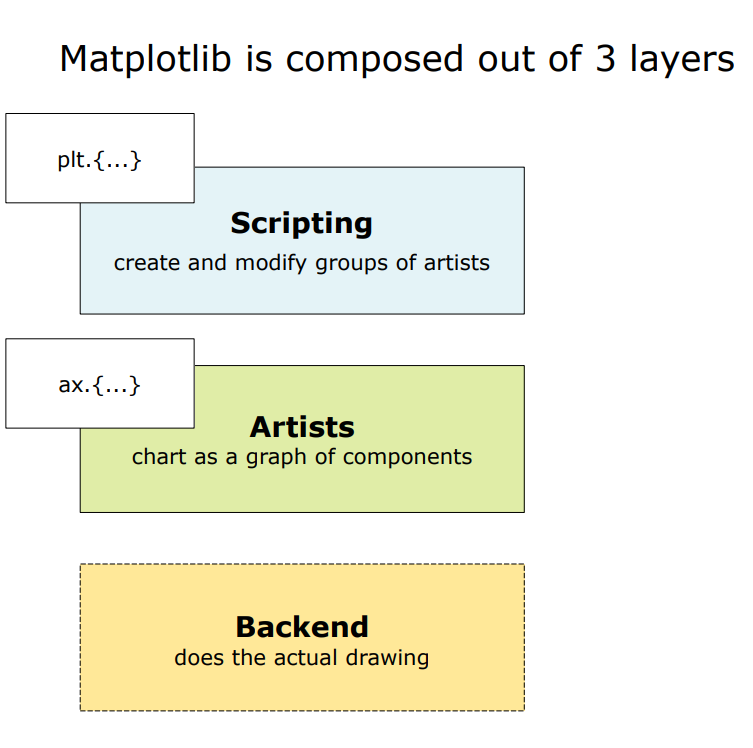 Matplotlib is composed out of 3 layers
plt.{...}
Scripting
create and modify groups of artists
ax.{...}
Artists
chart as a graph of components
Backend
does the actual drawing